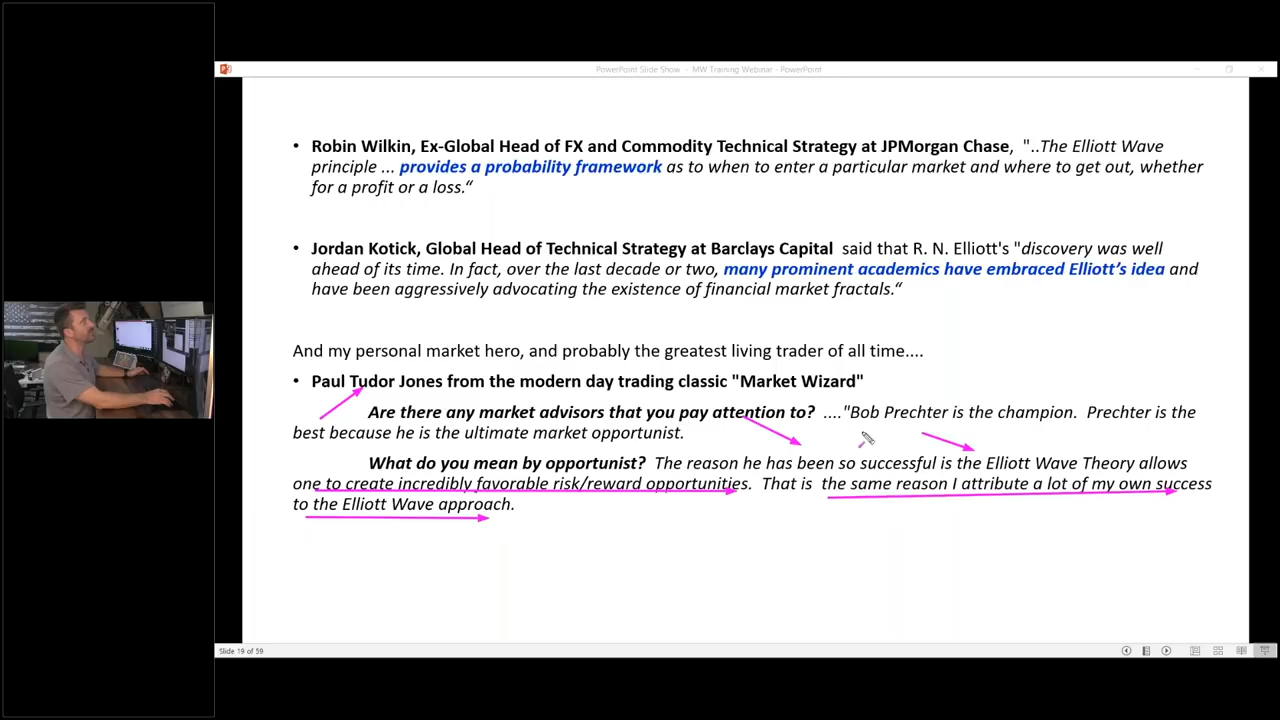 PowerPoint Slide Show - MW Training Webinar - PowerPoint
• Robin Wilkin, Ex-Global Head of FX and Commodity Technical Strategy at JPMorgan Chase, "..The Elliott Wave
principle ... provides a probability framework as to when to enter a particular market and where to get out, whether
for a profit or a loss.“
• Jordan Kotick, Global Head of Technical Strategy at Barclays Capital said that R. N. Elliott's "discovery was well
ahead of its time. In fact, over the last decade or two, many prominent academics have embraced Elliott’s idea and
have been aggressively advocating the existence of financial market fractals.“
And my personal market hero, and probably the greatest living trader of all time....
• Paul Tudor Jones from the modern day trading classic "Market Wizard"
Are there any market advisors that you pay attention to? ...."Bob Prechter is the champion. Prechter is the
best because he is the ultimate market opportunist.
What do you mean by opportunist? The reason he has been so successful is the Elliott Wave Theory allows
one to create incredibly favorable risk/reward opportunities. That is the same reason I attribute a lot of my own success
to the Elliott Wave approach.
Slide 19 of 59